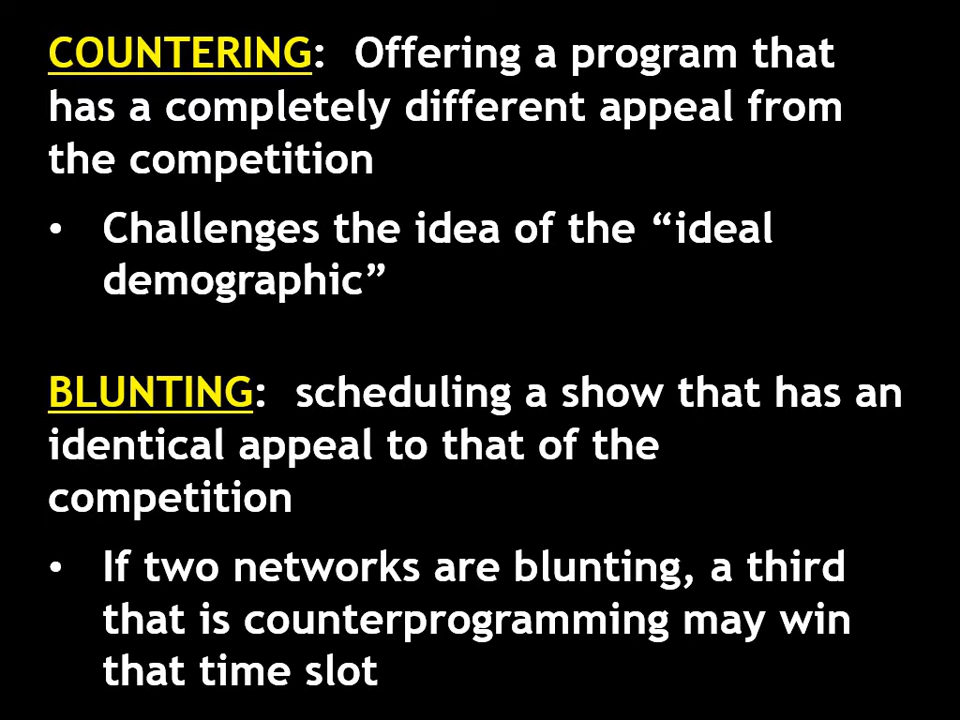 COUNTERING:  Offering a program that
has a completely different appeal from
the competition
• Challenges the idea of the “ideal
demographic”
BLUNTING:  scheduling a show that has an
identical appeal to that of the
competition
• If two networks are blunting, a third
that is counterprogramming may win
that time slot